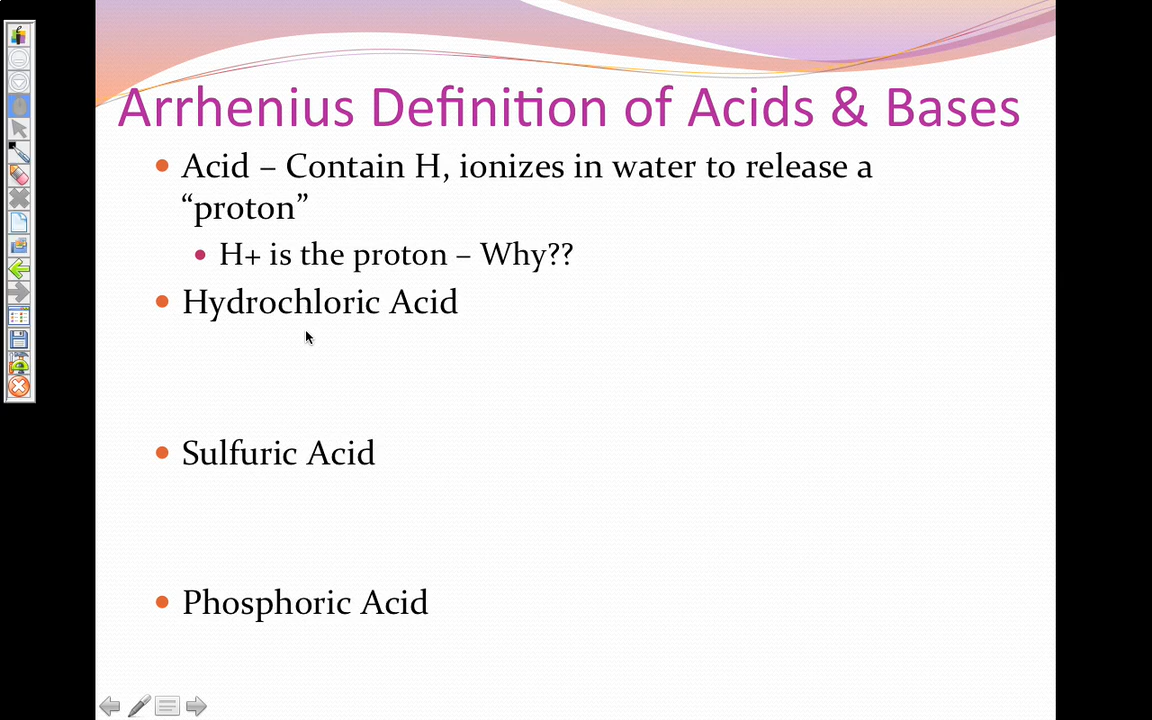 Arrhenius Definition of Acids & Bases
Acid – Contain H, ionizes in water to release a
“proton”
H+ is the proton – Why??
Hydrochloric Acid
Sulfuric Acid
Phosphoric Acid